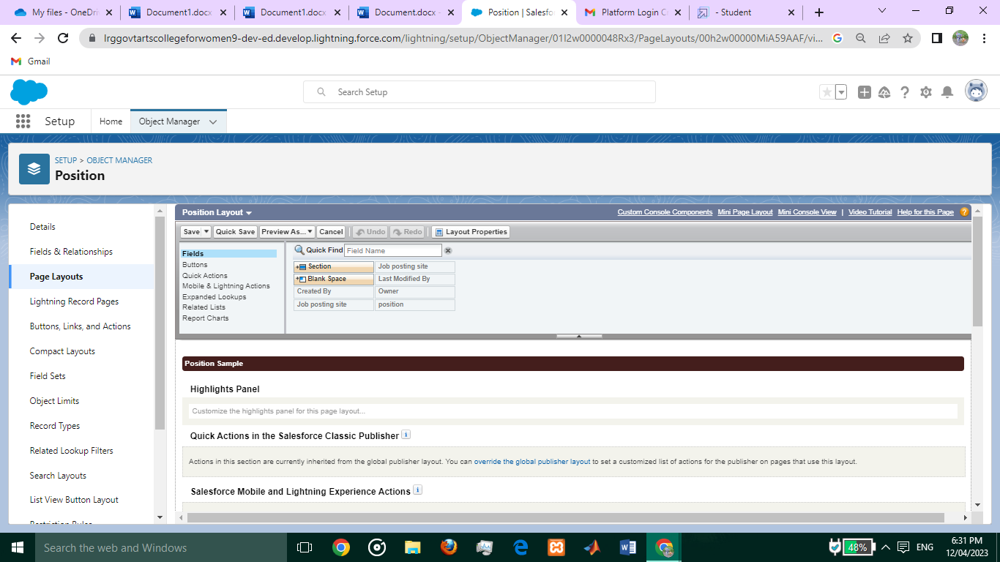 My files - OneDri
Document1.docx
Document1.docx
Document.docx -
Position | Salesfo
Platform Login C
- Student
lrggovtartscollegeforwomen9-dev-ed.develop.lightning.force.com/lightning/setup/ObjectManager/01I2w0000048Rx3/PageLayouts/00h2w00000MiA59AAF/vi...
Gmail
Search Setup
Setup
Home
Object Manager
SETUP > OBJECT MANAGER
Position
Details
Fields & Relationships
Page Layouts
Lightning Record Pages
Buttons, Links, and Actions
Compact Layouts
Field Sets
Object Limits
Record Types
Related Lookup Filters
Search Layouts
List View Button Layout
Restriction Rules
Position Layout
Custom Console Components Mini Page Layout Mini Console View | Video Tutorial Help for this Page
Save Quick Save Preview As... Cancel Undo Redo Layout Properties
Fields
Buttons
Quick Actions
Mobile & Lightning Actions
Expanded Lookups
Related Lists
Report Charts
Quick Find Field Name
Section Job posting site
Blank Space Last Modified By
Created By Owner
Job posting site position
Position Sample
Highlights Panel
Customize the highlights panel for this page layout...
Quick Actions in the Salesforce Classic Publisher
Actions in this section are currently inherited from the global publisher layout. You can override the global publisher layout to set a customized list of actions for the publisher on pages that use this layout.
Salesforce Mobile and Lightning Experience Actions
Search the web and Windows
48%
ENG
6:31 PM
12/04/2023